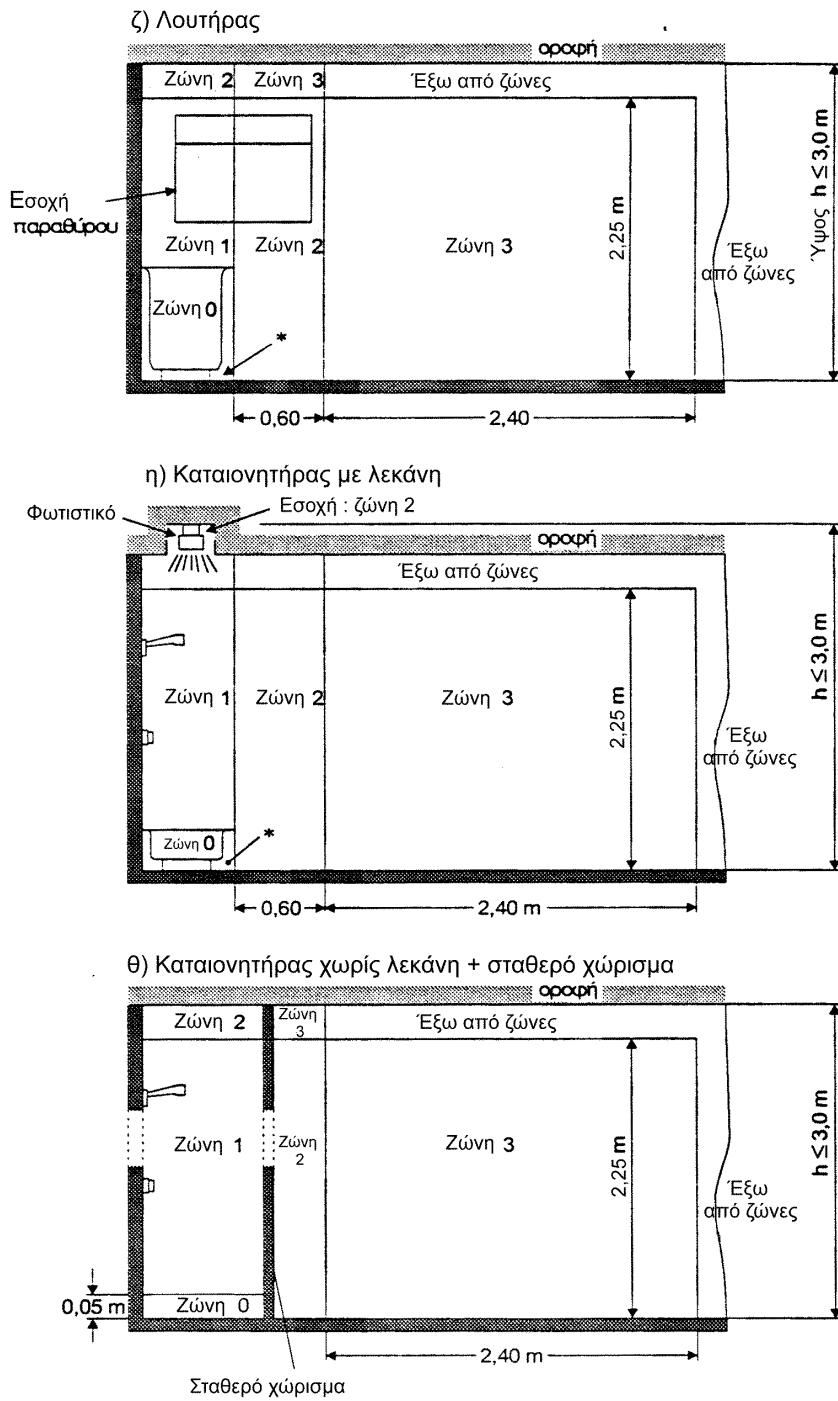 ζ) Λουτήρας
οροφή
Ζώνη 2 Ζώνη 3 Έξω από ζώνες
Εσοχή
παραθύρου
Ζώνη 1 Ζώνη 2 Ζώνη 3
2,25 m
Έξω
από ζώνες
Ύψος h ≤ 3,0 m
Ζώνη 0
*
0,60 2,40
η) Καταιονητήρας με λεκάνη
Φωτιστικό
Εσοχή : ζώνη 2
οροφή
Έξω από ζώνες
Ζώνη 1 Ζώνη 2 Ζώνη 3
2,25 m
Έξω
από ζώνες
h ≤ 3,0 m
Ζώνη 0
*
0,60 2,40 m
θ) Καταιονητήρας χωρίς λεκάνη + σταθερό χώρισμα
οροφή
Ζώνη 2 Ζώνη
3
Έξω από ζώνες
Ζώνη 1 Ζώνη
2
Ζώνη 3
2,25 m
Έξω
από ζώνες
h ≤ 3,0 m
0,05 m
Ζώνη 0
2,40 m
Σταθερό χώρισμα